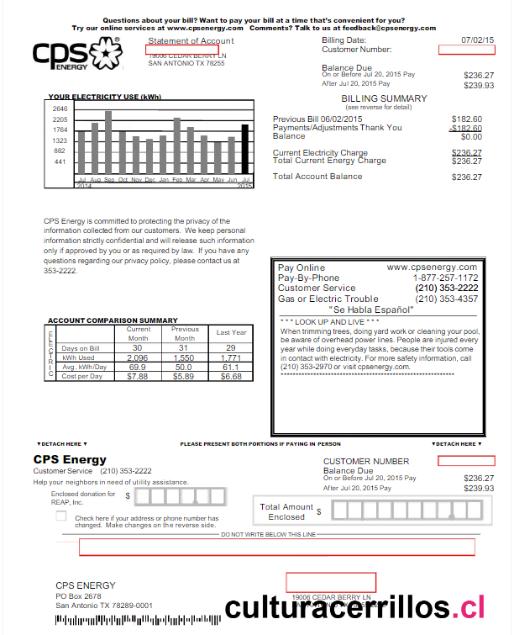 Questions about your bill? Want to pay your bill at a time that's convenient for you?
Try our online services at www.cpsenergy.com Comments? Talk to us at feedback@cpsenergy.com
cps
ENERGY
Statement of Account
19006 CEDAR BERRY LN
SAN ANTONIO TX 78255
Billing Date: 07/02/15
Customer Number:
Balance Due
On or Before Jul 20, 2015 Pay $236.27
After Jul 20, 2015 Pay $239.93
YOUR ELECTRICITY USE (kWh)
2646
2205
1764
1323
882
441
Jul Aug Sep Oct Nov Dec Jan Feb Mar Apr May Jun Jul
2014 2015
BILLING SUMMARY
(see reverse for detail)
Previous Bill 06/02/2015 $182.60
Payments/Adjustments Thank You -$182.60
Balance $0.00
Current Electricity Charge $236.27
Total Current Energy Charge $236.27
Total Account Balance $236.27
CPS Energy is committed to protecting the privacy of the
information collected from our customers. We keep personal
information strictly confidential and will release such information
only if approved by you or as required by law. If you have any
questions regarding our privacy policy, please contact us at
353-2222.
Pay Online www.cpsenergy.com
Pay-By-Phone 1-877-257-1172
Customer Service (210) 353-2222
Gas or Electric Trouble (210) 353-4357
"Se Habla Español"
* * * LOOK UP AND LIVE * * *
When trimming trees, doing yard work or cleaning your pool,
be aware of overhead power lines. People are injured every
year while doing everyday tasks, because their tools come
in contact with electricity. For more safety information, call
(210) 353-2970 or visit cpsenergy.com.
ACCOUNT COMPARISON SUMMARY
ELECTRIC
Current Month Previous Month Last Year
Days on Bill 30 31 29
kWh Used 2,096 1,550 1,771
Avg. kWh/Day 69.9 50.0 61.1
Cost per Day $7.88 $5.89 $6.68
▼DETACH HERE▼ PLEASE PRESENT BOTH PORTIONS IF PAYING IN PERSON ▼DETACH HERE▼
CPS Energy
Customer Service (210) 353-2222
Help your neighbors in need of utility assistance.
Enclosed donation for
REAP, Inc. $
Check here if your address or phone number has
changed. Make changes on the reverse side.
CUSTOMER NUMBER
Balance Due
On or Before Jul 20, 2015 Pay $236.27
After Jul 20, 2015 Pay $239.93
Total Amount
Enclosed $
DO NOT WRITE BELOW THIS LINE
CPS ENERGY
PO Box 2678
San Antonio TX 78289-0001
19006 CEDAR BERRY LN
culturacerrillos.cl